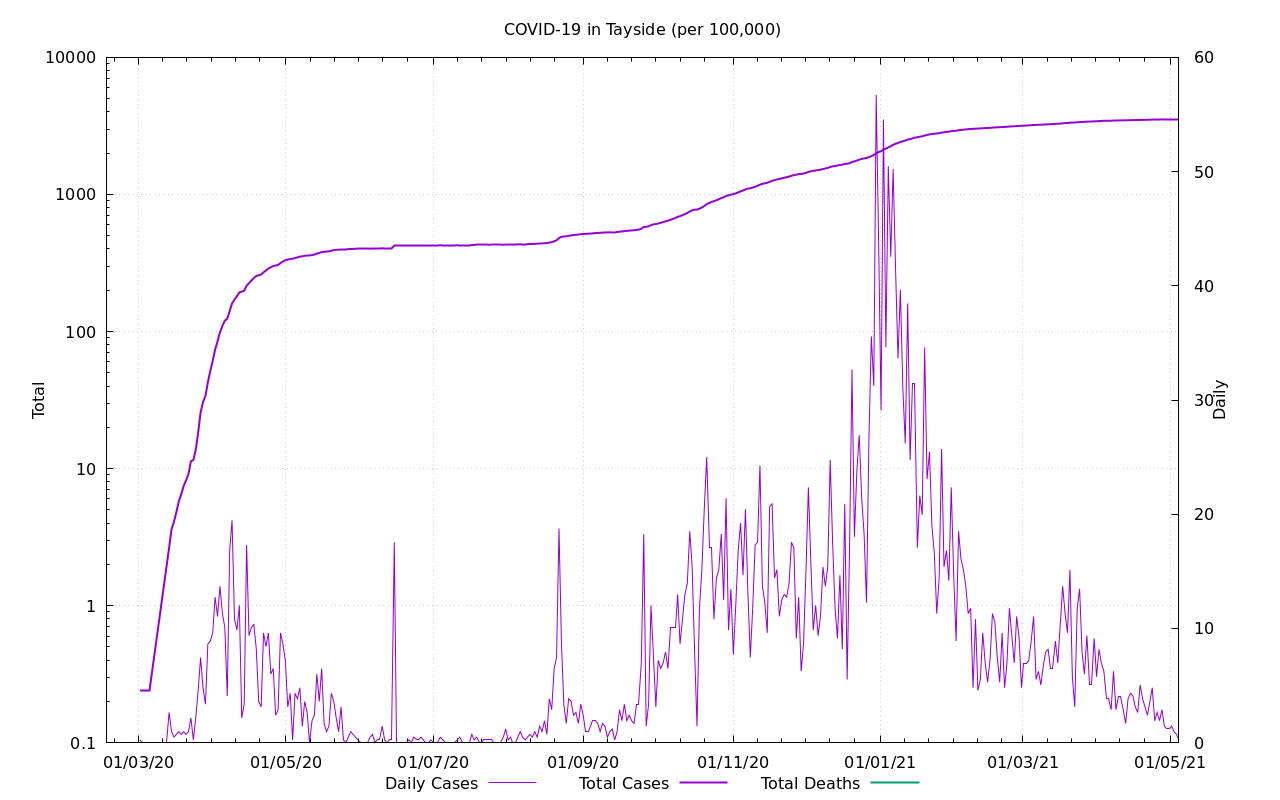 COVID-19 in Tayside (per 100,000)
10000
1000
100
10
1
0.1
Total
60
50
40
30
20
10
0
Daily
01/03/20 01/05/20 01/07/20 01/09/20 01/11/20 01/01/21 01/03/21 01/05/21
Daily Cases Total Cases Total Deaths